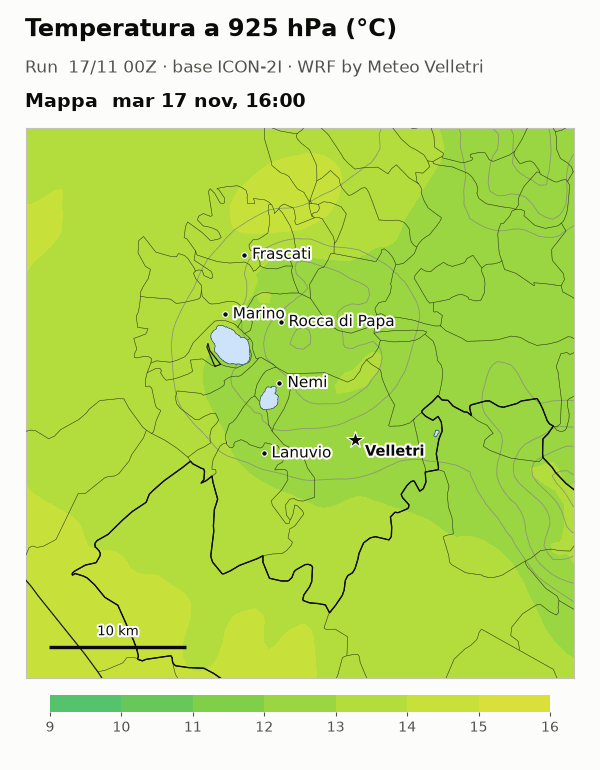 Temperatura a 925 hPa (°C)
Run  17/11 00Z · base ICON-2I · WRF by Meteo Velletri
Mappa  mar 17 nov, 16:00
Frascati
Marino
Rocca di Papa
Nemi
Velletri
Lanuvio
10 km
9 10 11 12 13 14 15 16